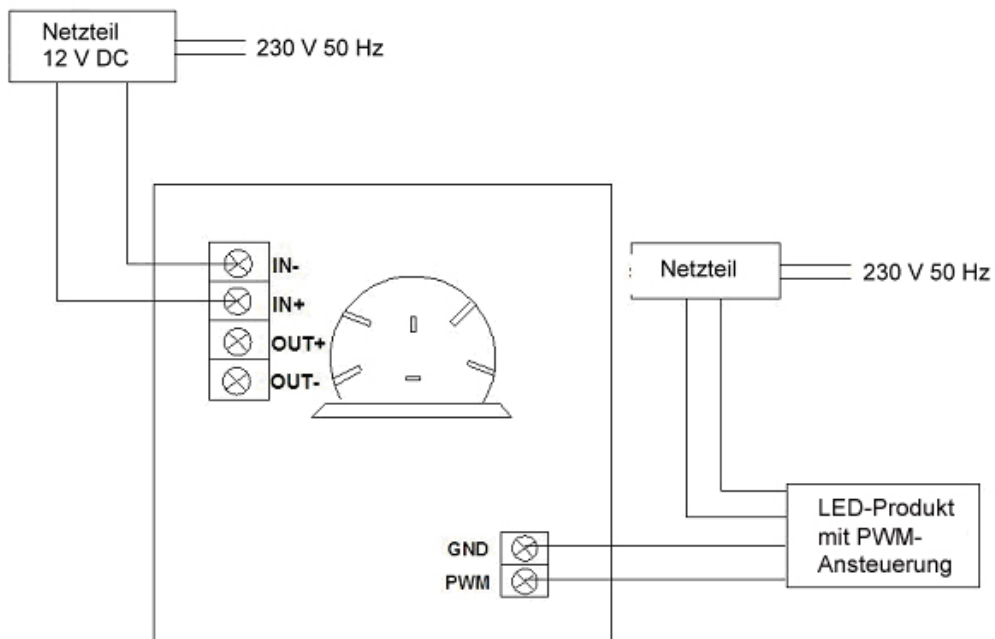 Netzteil
12 V DC
230 V 50 Hz
IN-
IN+
OUT+
OUT-
Netzteil
230 V 50 Hz
LED-Produkt
mit PWM-
Ansteuerung
GND
PWM